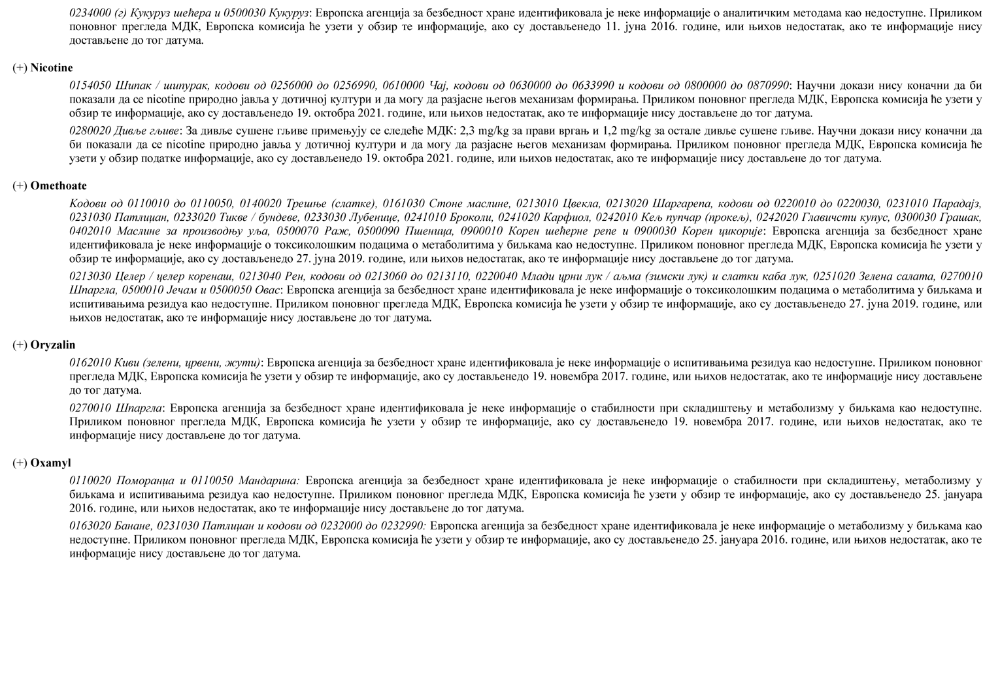 0234000 (г) Кукуруз шећера и 0500030 Кукуруз: Европска агенција за безбедност хране идентификовала је неке информације о аналитичким методама као недоступне. Приликом
поновног прегледа МДК, Европска комисија ће узети у обзир те информације, ако су достављенедо 11. јуна 2016. године, или њихов недостатак, ако те информације нису
достављене до тог датума.
(+) Nicotine
0154050 Шипак / шипурак, кодови од 0256000 до 0256990, 0610000 Чај, кодови од 0630000 до 0633990 и кодови од 0800000 до 0870990: Научни докази нису коначни да би
показали да се nicotine природно јавља у дотичној култури и да могу да разјасне његов механизам формирања. Приликом поновног прегледа МДК, Европска комисија ће узети у
обзир те информације, ако су достављенедо 19. октобра 2021. године, или њихов недостатак, ако те информације нису достављене до тог датума.
0280020 Дивље гљиве: За дивље сушене гљиве примењују се следеће МДК: 2,3 mg/kg за прави вргањ и 1,2 mg/kg за остале дивље сушене гљиве. Научни докази нису коначни да
би показали да се nicotine природно јавља у дотичној култури и да могу да разјасне његов механизам формирања. Приликом поновног прегледа МДК, Европска комисија ће
узети у обзир податке информације, ако су достављенедо 19. октобра 2021. године, или њихов недостатак, ако те информације нису достављене до тог датума.
(+) Omethoate
Кодови од 0110010 до 0110050, 0140020 Трешње (слатке), 0161030 Стоне маслине, 0213010 Цвекла, 0213020 Шаргарепа, кодови од 0220010 до 0220030, 0231010 Парадајз,
0231030 Патлиџан, 0233020 Тикве / бундеве, 0233030 Лубенице, 0241010 Броколи, 0241020 Карфиол, 0242010 Кељ пупчар (прокељ), 0242020 Главичсти купус, 0300030 Грашак,
0402010 Маслине за производњу уља, 0500070 Раж, 0500090 Пшеница, 0900010 Корен шећерне репе и 0900030 Корен цикорије: Европска агенција за безбедност хране
идентификовала је неке информације о токсиколошким подацима о метаболитима у биљкама као недоступне. Приликом поновног прегледа МДК, Европска комисија ће узети у
обзир те информације, ако су достављенедо 27. јуна 2019. године, или њихов недостатак, ако те информације нису достављене до тог датума.
0213030 Целер / целер коренаш, 0213040 Рен, кодови од 0213060 до 0213110, 0220040 Млади црни лук / аљма (зимски лук) и слатки каба лук, 0251020 Зелена салата, 0270010
Шпаргла, 0500010 Јечам и 0500050 Овас: Европска агенција за безбедност хране идентификовала је неке информације о токсиколошким подацима о метаболитима у биљкама и
испитивањима резидуа као недоступне. Приликом поновног прегледа МДК, Европска комисија ће узети у обзир те информације, ако су достављенедо 27. јуна 2019. године, или
њихов недостатак, ако те информације нису достављене до тог датума.
(+) Oryzalin
0162010 Киви (зелени, црвени, жути): Европска агенција за безбедност хране идентификовала је неке информације о испитивањима резидуа као недоступне. Приликом поновног
прегледа МДК, Европска комисија ће узети у обзир те информације, ако су достављенедо 19. новембра 2017. године, или њихов недостатак, ако те информације нису достављене
до тог датума.
0270010 Шпаргла: Европска агенција за безбедност хране идентификовала је неке информације о стабилности при складиштењу и метаболизму у биљкама као недоступне.
Приликом поновног прегледа МДК, Европска комисија ће узети у обзир те информације, ако су достављенедо 19. новембра 2017. године, или њихов недостатак, ако те
информације нису достављене до тог датума.
(+) Oxamyl
0110020 Поморанџа и 0110050 Мандарина: Европска агенција за безбедност хране идентификовала је неке информације о стабилности при складиштењу, метаболизму у
биљкама и испитивањима резидуа као недоступне. Приликом поновног прегледа МДК, Европска комисија ће узети у обзир те информације, ако су достављенедо 25. јануара
2016. године, или њихов недостатак, ако те информације нису достављене до тог датума.
0163020 Банане, 0231030 Патлиџан и кодови од 0232000 до 0232990: Европска агенција за безбедност хране идентификовала је неке информације о метаболизму у биљкама као
недоступне. Приликом поновног прегледа МДК, Европска комисија ће узети у обзир те информације, ако су достављенедо 25. јануара 2016. године, или њихов недостатак, ако те
информације нису достављене до тог датума.